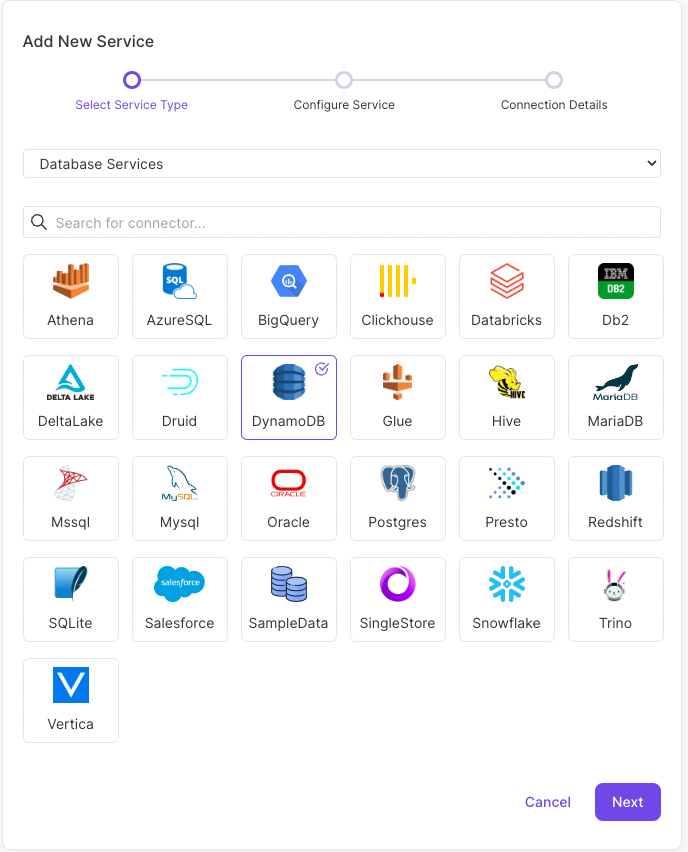 Add New Service
Select Service Type Configure Service Connection Details
Database Services
Search for connector...
SQL IBM DB2
Athena AzureSQL BigQuery Clickhouse Databricks Db2
DELTA LAKE HIVE MariaDB
DeltaLake Druid DynamoDB Glue Hive MariaDB
MySQL ORACLE
Mssql Mysql Oracle Postgres Presto Redshift
salesforce
SQLite Salesforce SampleData SingleStore Snowflake Trino
V
Vertica
Cancel Next